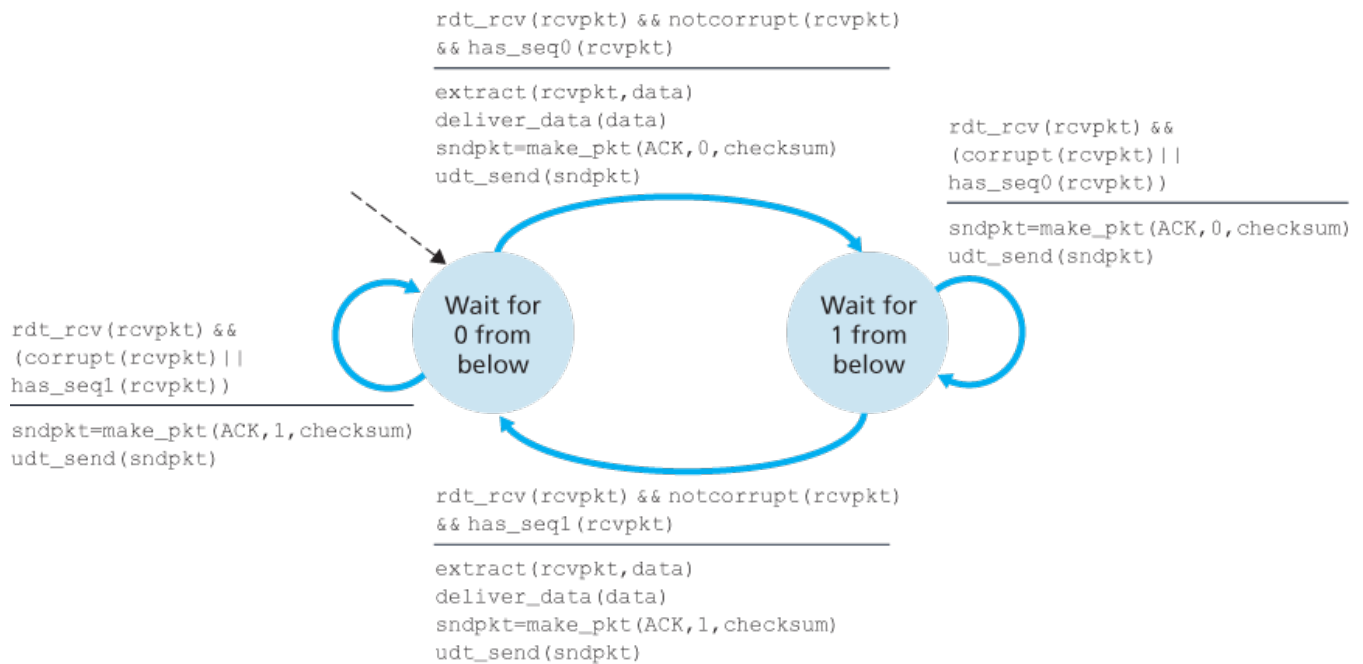 rdt_rcv(rcvpkt) && notcorrupt(rcvpkt)
&& has_seq0(rcvpkt)
extract(rcvpkt,data)
deliver_data(data)
sndpkt=make_pkt(ACK,0,checksum)
udt_send(sndpkt)
rdt_rcv(rcvpkt) &&
(corrupt(rcvpkt)||
has_seq0(rcvpkt))
sndpkt=make_pkt(ACK,0,checksum)
udt_send(sndpkt)
Wait for
0 from
below
Wait for
1 from
below
rdt_rcv(rcvpkt) &&
(corrupt(rcvpkt)||
has_seq1(rcvpkt))
sndpkt=make_pkt(ACK,1,checksum)
udt_send(sndpkt)
rdt_rcv(rcvpkt) && notcorrupt(rcvpkt)
&& has_seq1(rcvpkt)
extract(rcvpkt,data)
deliver_data(data)
sndpkt=make_pkt(ACK,1,checksum)
udt_send(sndpkt)